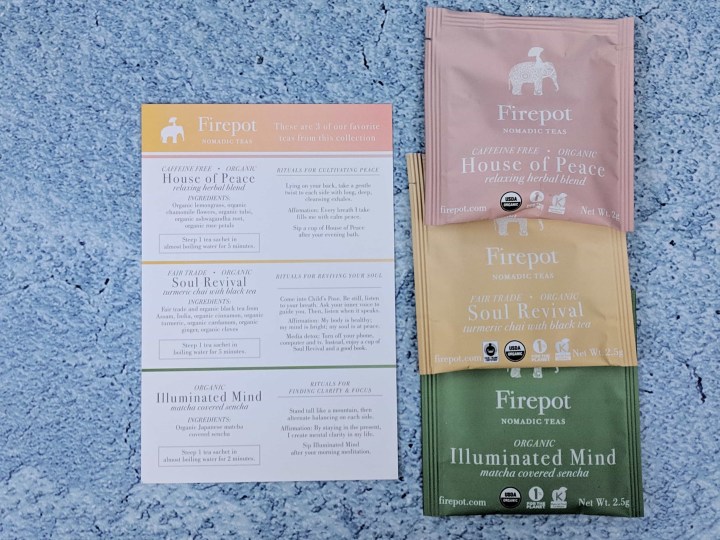 Firepot
NOMADIC TEAS
These are 3 of our favorite
teas from this collection
CAFFEINE FREE • ORGANIC
House of Peace
relaxing herbal blend
INGREDIENTS:
Organic lemongrass, organic
chamomile flowers, organic tulsi,
organic ashwagandha root,
organic rose petals
Steep 1 tea sachet in
almost boiling water for 5 minutes.
RITUALS FOR CULTIVATING PEACE
Lying on your back, take a gentle
twist to each side with long, deep,
cleansing exhales.
Affirmation: Every breath I take
fills me with calm peace.
Sip a cup of House of Peace
after your evening bath.
FAIR TRADE • ORGANIC
Soul Revival
turmeric chai with black tea
INGREDIENTS:
Fair trade and organic black tea from
Assam, India, organic cinnamon, organic
turmeric, organic cardamom, organic
ginger, organic cloves
Steep 1 tea sachet in
boiling water for 5 minutes.
RITUALS FOR REVIVING YOUR SOUL
Come into Child's Pose. Be still, listen
to your breath. Ask your inner voice to
guide you. Then, listen when it speaks.
Affirmation: My body is healthy;
my mind is bright; my soul is at peace.
Media detox: Turn off your phone,
computer and tv. Instead, enjoy a cup of
Soul Revival and a good book.
ORGANIC
Illuminated Mind
matcha covered sencha
INGREDIENTS:
Organic Japanese matcha
covered sencha
Steep 1 tea sachet in
almost boiling water for 2 minutes.
RITUALS FOR
FINDING CLARITY & FOCUS
Stand tall like a mountain, then
alternate balancing on each side.
Affirmation: By staying in the present,
I create mental clarity in my life.
Sip Illuminated Mind
after your morning meditation.
Firepot
NOMADIC TEAS
CAFFEINE FREE • ORGANIC
House of Peace
relaxing herbal blend
firepot.com USDA ORGANIC Net Wt. 2g
Firepot
NOMADIC TEAS
FAIR TRADE • ORGANIC
Soul Revival
turmeric chai with black tea
firepot.com USDA ORGANIC Net Wt. 2.5g
Firepot
NOMADIC TEAS
ORGANIC
Illuminated Mind
matcha covered sencha
firepot.com USDA ORGANIC 1 FOR THE PLANET Net Wt. 2.5g